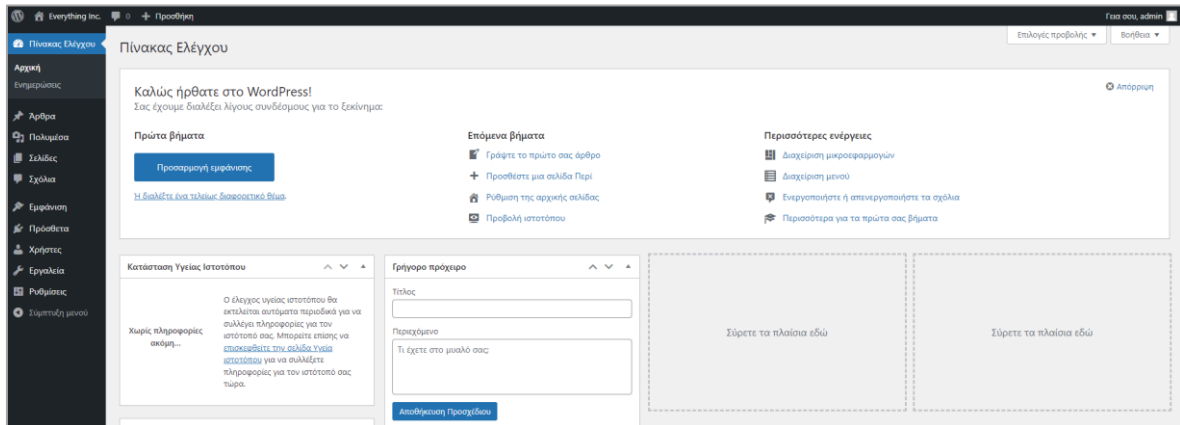 Everything Inc. 0 + Προσθήκη
Γεια σου, admin
Πίνακας Ελέγχου
Αρχική
Ενημερώσεις
Άρθρα
Πολυμέσα
Σελίδες
Σχόλια
Εμφάνιση
Πρόσθετα
Χρήστες
Εργαλεία
Ρυθμίσεις
Σύμπτυξη μενού
Επιλογές προβολής
Βοήθεια
Πίνακας Ελέγχου
Καλώς ήρθατε στο WordPress!
Σας έχουμε διαλέξει λίγους συνδέσμους για το ξεκίνημα:
Απόρριψη
Πρώτα βήματα
Προσαρμογή εμφάνισης
Ή διαλέξτε ένα τελείως διαφορετικό θέμα.
Επόμενα βήματα
Γράψτε το πρώτο σας άρθρο
Προσθέστε μια σελίδα Περί
Ρύθμιση της αρχικής σελίδας
Προβολή ιστοτόπου
Περισσότερες ενέργειες
Διαχείριση μικροεφαρμογών
Διαχείριση μενού
Ενεργοποιήστε ή απενεργοποιήστε τα σχόλια
Περισσότερα για τα πρώτα σας βήματα
Κατάσταση Υγείας Ιστοτόπου
Χωρίς πληροφορίες
ακόμη...
Ο έλεγχος υγείας ιστοτόπου θα
εκτελείται αυτόματα περιοδικά για να
συλλέγει πληροφορίες για τον
ιστότοπό σας. Μπορείτε επίσης να
επισκεφθείτε την σελίδα Υγεία
ιστοτόπου για να συλλέξετε
πληροφορίες για τον ιστότοπό σας
τώρα.
Γρήγορο πρόχειρο
Τίτλος
Περιεχόμενο
Τι έχετε στο μυαλό σας;
Αποθήκευση Προσχέδιου
Σύρετε τα πλαίσια εδώ
Σύρετε τα πλαίσια εδώ